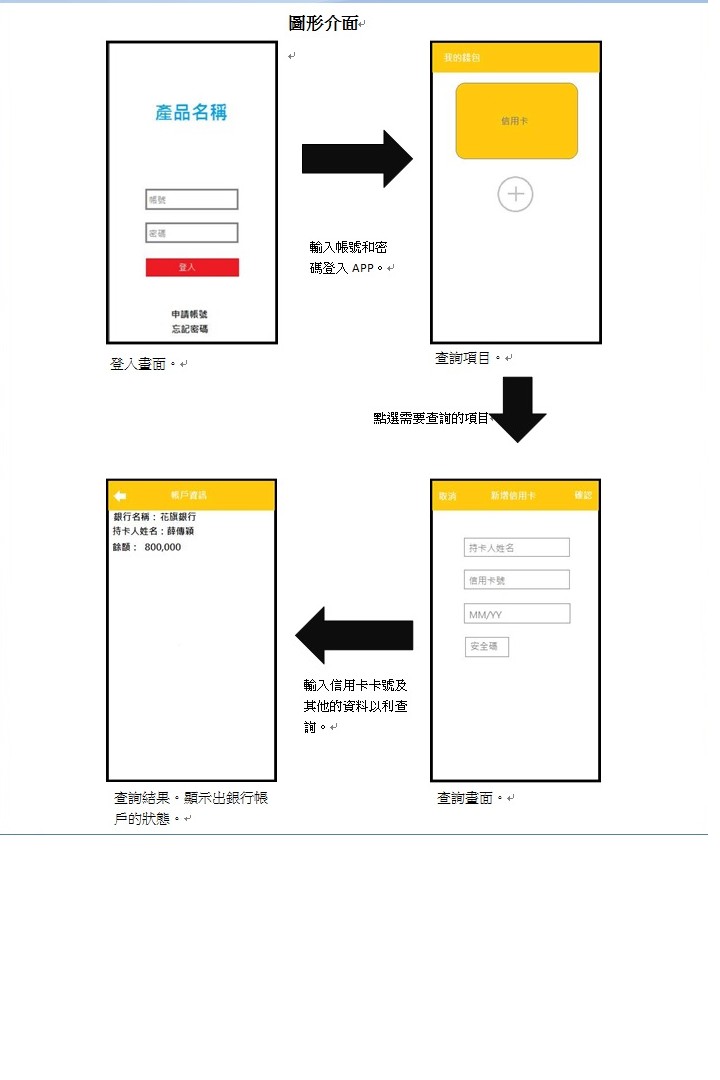 圖形介面
產品名稱
帳號
密碼
登入
申請帳號
忘記密碼
登入畫面。
輸入帳號和密
碼登入 APP。
我的錢包
信用卡
查詢項目。
點選需要查詢的項目
取消 新增信用卡 確認
持卡人姓名
信用卡號
MM/YY
安全碼
查詢畫面。
輸入信用卡卡號及
其他的資料以利查
詢。
帳戶資訊
銀行名稱：花旗銀行
持卡人姓名：薛傳穎
餘額： 800,000
查詢結果。顯示出銀行帳
戶的狀態。